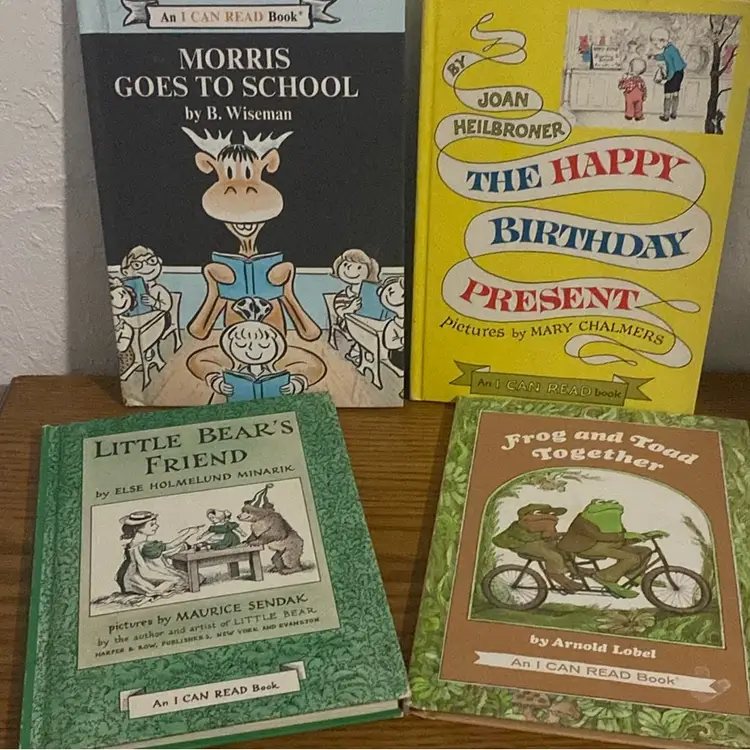 An I CAN READ Book®
MORRIS
GOES TO SCHOOL
by B. Wiseman
BY
JOAN
HEILBRONER
THE HAPPY
BIRTHDAY
PRESENT
pictures by MARY CHALMERS
An I CAN READ book
LITTLE BEAR'S
FRIEND
by ELSE HOLMELUND MINARIK
pictures by MAURICE SENDAK
by the author and artist of LITTLE BEAR
HARPER & ROW, PUBLISHERS, NEW YORK AND EVANSTON
An I CAN READ Book
Frog and Toad
Together
by Arnold Lobel
An I CAN READ Book®